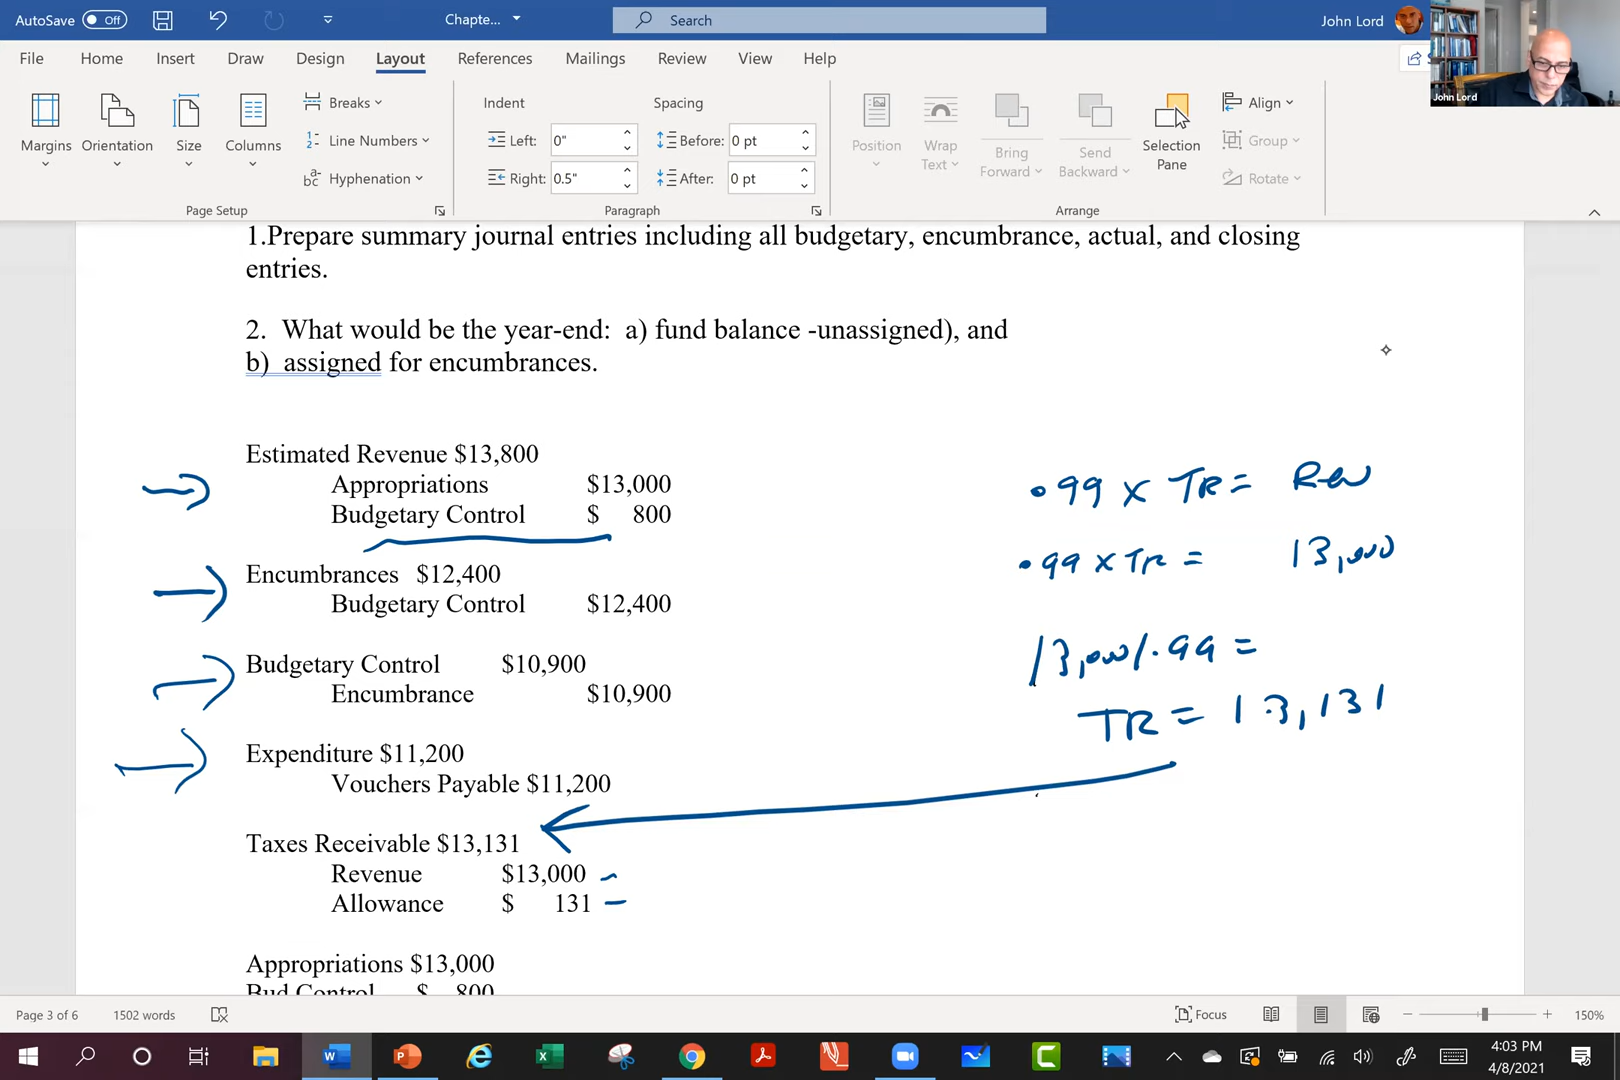 AutoSave Off Chapte... Search John Lord
File Home Insert Draw Design Layout References Mailings Review View Help
Margins Orientation Size Columns Breaks Line Numbers Hyphenation Page Setup
Indent Spacing
Left: 0" Before: 0 pt
Right: 0.5" After: 0 pt
Paragraph
Position Wrap Text Bring Forward Send Backward Selection Pane Align Group Rotate
Arrange
John Lord
1.Prepare summary journal entries including all budgetary, encumbrance, actual, and closing
entries.
2. What would be the year-end: a) fund balance -unassigned), and
b) assigned for encumbrances.
Estimated Revenue $13,800
Appropriations $13,000
Budgetary Control $ 800
Encumbrances $12,400
Budgetary Control $12,400
Budgetary Control $10,900
Encumbrance $10,900
Expenditure $11,200
Vouchers Payable $11,200
Taxes Receivable $13,131
Revenue $13,000
Allowance $ 131
Appropriations $13,000
Bud Control $ 800
.99 x TR = Rev
.99 x TR = 13,000
13,000/.99 =
TR = 13,131
Page 3 of 6 1502 words Focus 150%
4:03 PM
4/8/2021